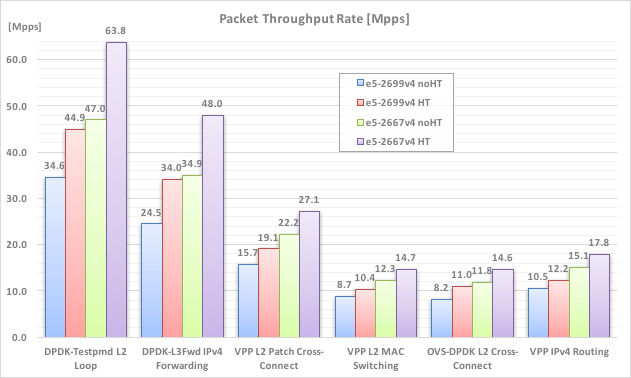 Packet Throughput Rate [Mpps]
[Mpps]
60.0
50.0
40.0
30.0
20.0
10.0
0.0
e5-2699v4 noHT
e5-2699v4 HT
e5-2667v4 noHT
e5-2667v4 HT
34.6
44.9
47.0
63.8
24.5
34.0
34.9
48.0
15.7
19.1
22.2
27.1
8.7
10.4
12.3
14.7
8.2
11.0
11.8
14.6
10.5
12.2
15.1
17.8
DPDK-Testpmd L2
Loop
DPDK-L3Fwd IPv4
Forwarding
VPP L2 Patch Cross-
Connect
VPP L2 MAC
Switching
OVS-DPDK L2 Cross-
Connect
VPP IPv4 Routing